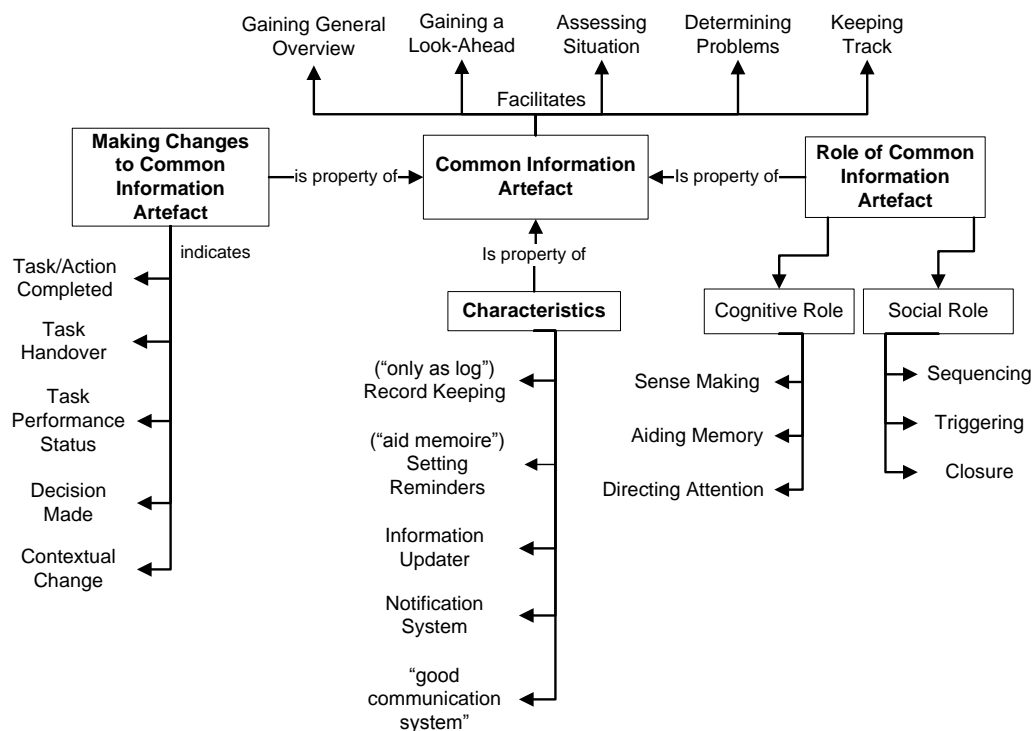 Gaining General
Overview
Gaining a
Look-Ahead
Assessing
Situation
Determining
Problems
Keeping
Track
Facilitates
Making Changes
to Common
Information
Artefact
is property of
Common Information
Artefact
Is property of
Role of Common
Information
Artefact
indicates
Task/Action
Completed
Task
Handover
Task
Performance
Status
Decision
Made
Contextual
Change
Is property of
Characteristics
(“only as log”)
Record Keeping
(“aid memoire”)
Setting
Reminders
Information
Updater
Notification
System
“good
communication
system”
Cognitive Role
Sense Making
Aiding Memory
Directing Attention
Social Role
Sequencing
Triggering
Closure